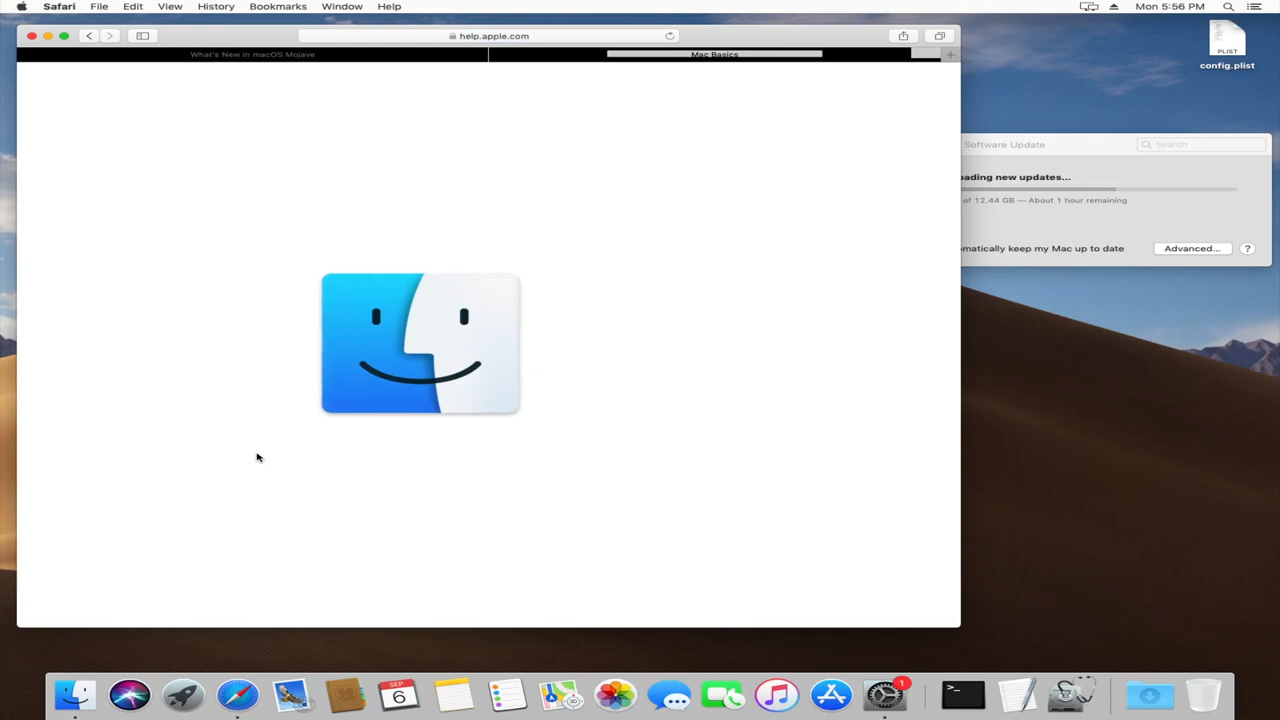 Safari File Edit View History Bookmarks Window Help Mon 5:56 PM
help.apple.com
What's New in macOS Mojave Mac Basics
PLIST
config.plist
Software Update Search
oading new updates...
of 12.44 GB — About 1 hour remaining
matically keep my Mac up to date Advanced... ?
SEP
6
3D
1
>_